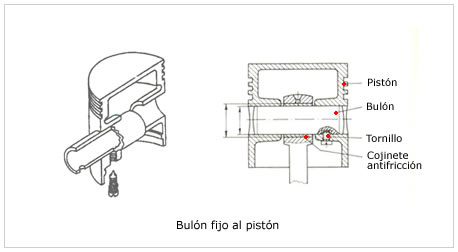 Pistón
Bulón
Tornillo
Cojinete
antifricción
Bulón fijo al pistón